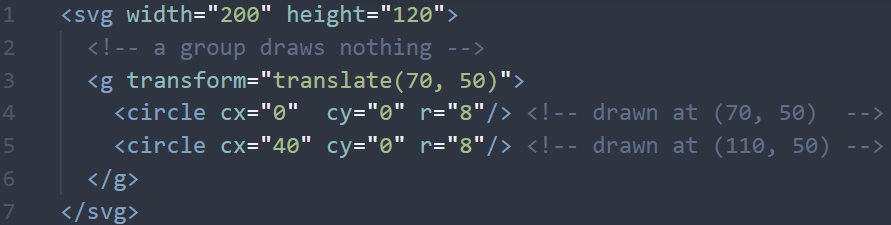 1 <svg width="200" height="120">
2   <!-- a group draws nothing -->
3   <g transform="translate(70, 50)">
4     <circle cx="0"  cy="0" r="8"/> <!-- drawn at (70, 50)  -->
5     <circle cx="40" cy="0" r="8"/> <!-- drawn at (110, 50) -->
6   </g>
7 </svg>